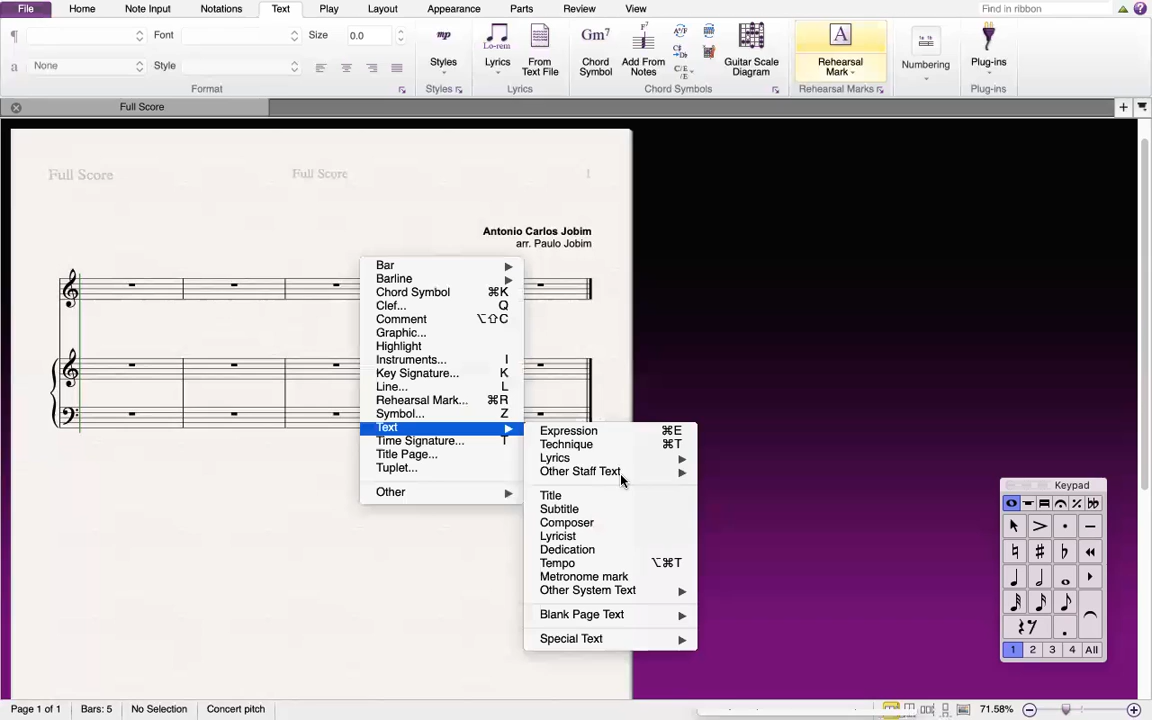 File Home Note Input Notations Text Play Layout Appearance Parts Review View Find in ribbon
Font Size 0.0
a None Style
Format
mp Styles
Styles
Lo-rem Lyrics
From Text File
Lyrics
Gm7 Chord Symbol
F7 Add From Notes
C/E
Guitar Scale Diagram
Chord Symbols
A Rehearsal Mark
Rehearsal Marks
Numbering
Plug-ins
Plug-ins
Full Score
Full Score Full Score 1
Antonio Carlos Jobim
arr. Paulo Jobim
Bar
Barline
Chord Symbol ⌘K
Clef... Q
Comment ⌥⇧C
Graphic...
Highlight
Instruments... I
Key Signature... K
Line... L
Rehearsal Mark... ⌘R
Symbol... Z
Text
Time Signature... T
Title Page...
Tuplet...
Other
Expression ⌘E
Technique ⌘T
Lyrics
Other Staff Text
Title
Subtitle
Composer
Lyricist
Dedication
Tempo ⌥⌘T
Metronome mark
Other System Text
Blank Page Text
Special Text
Keypad
1 2 3 4 All
Page 1 of 1 Bars: 5 No Selection Concert pitch 71.58%